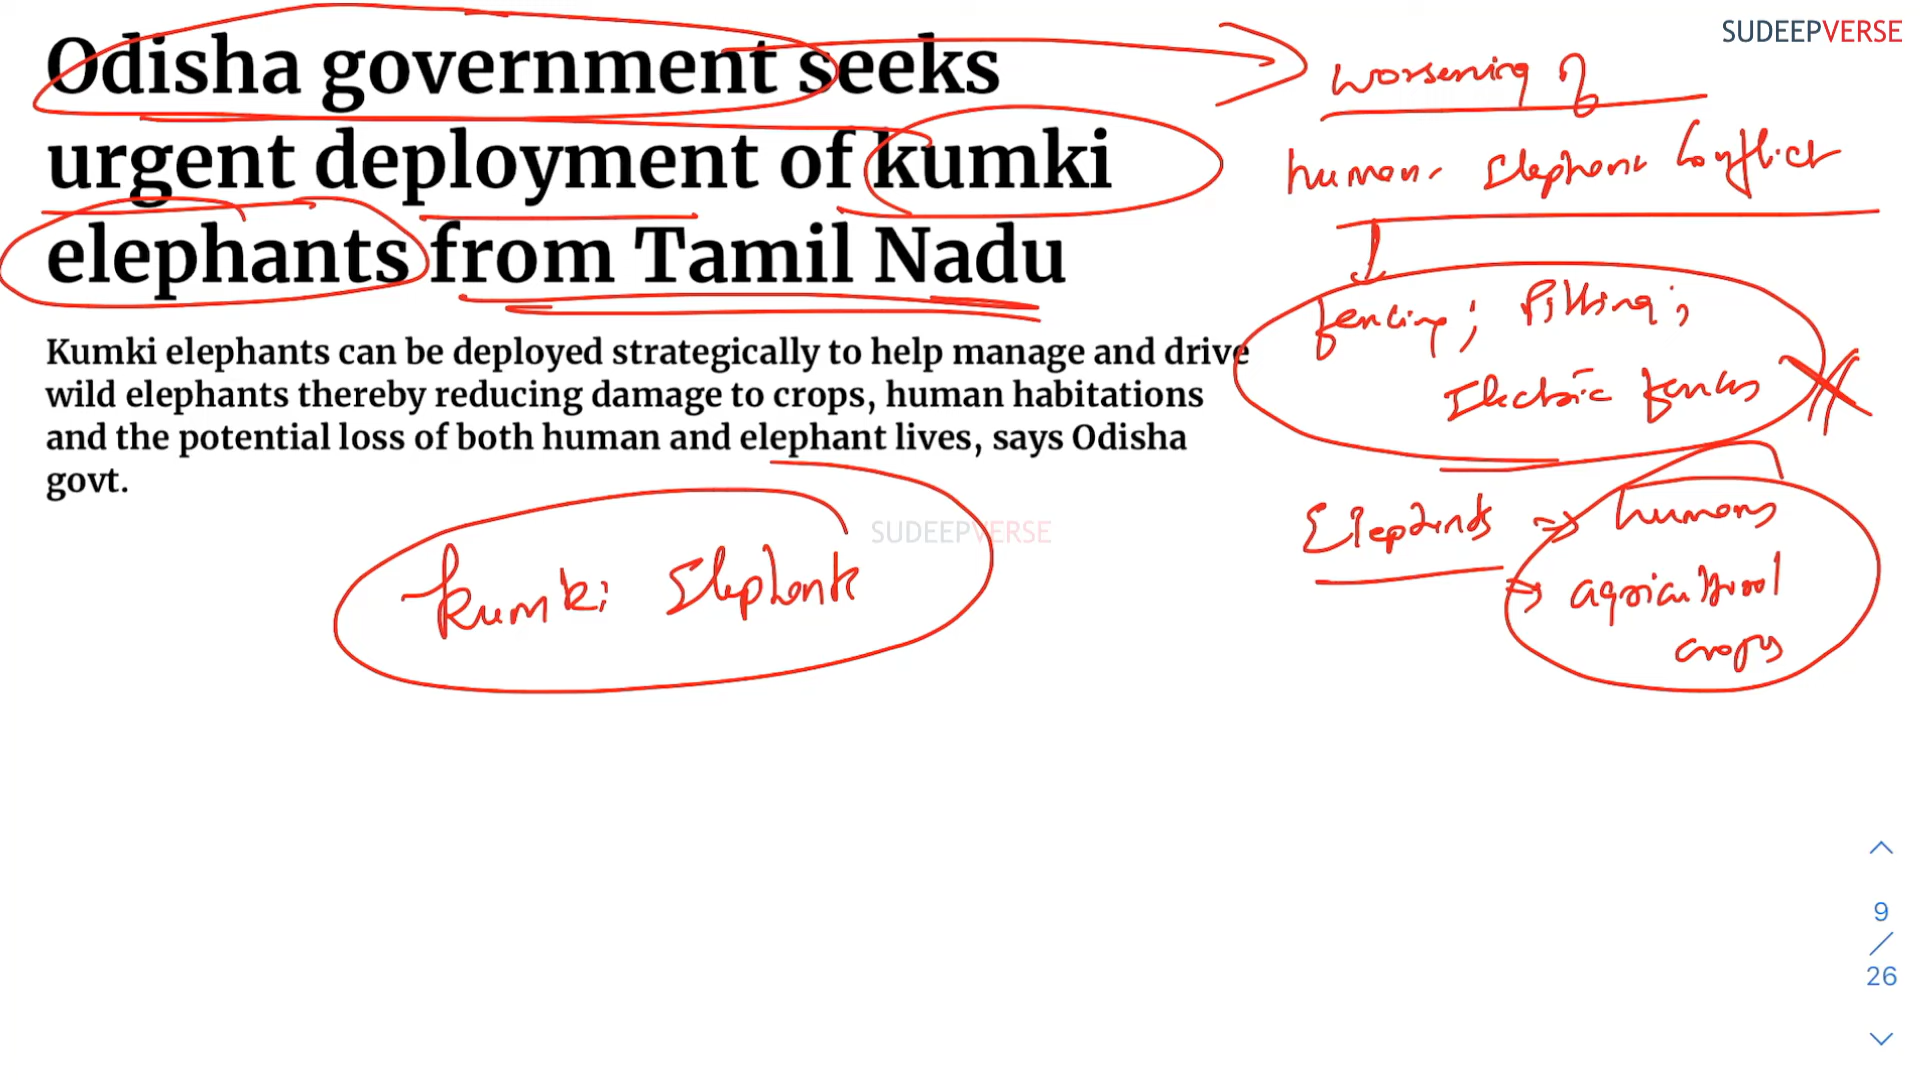 SUDEEPVERSE
Odisha government seeks
urgent deployment of kumki
elephants from Tamil Nadu
Kumki elephants can be deployed strategically to help manage and drive
wild elephants thereby reducing damage to crops, human habitations
and the potential loss of both human and elephant lives, says Odisha
govt.
worsening of
human - Elephant Conflict
fencing;
Electric fences
Elephants → humans
→ agricultural
crops
SUDEEPVERSE
Kumki Elephants
9
/
26